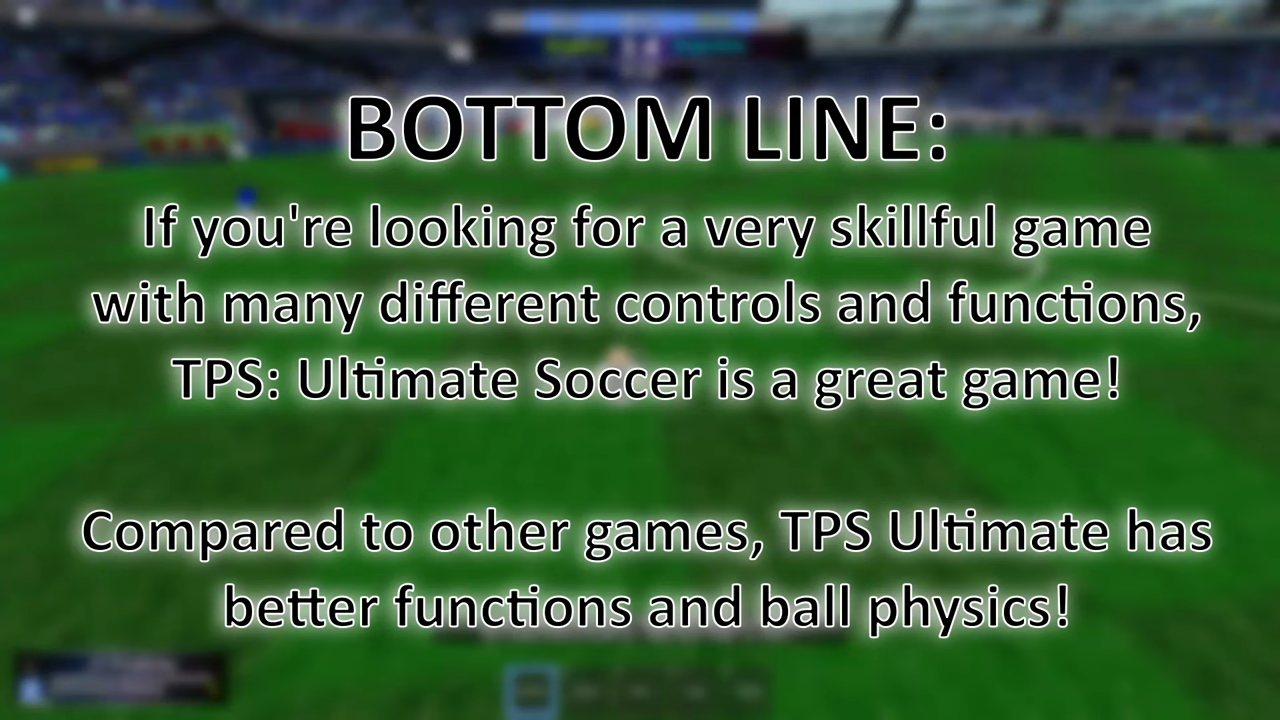 BOTTOM LINE:
If you're looking for a very skillful game
with many different controls and functions,
TPS: Ultimate Soccer is a great game!
Compared to other games, TPS Ultimate has
better functions and ball physics!